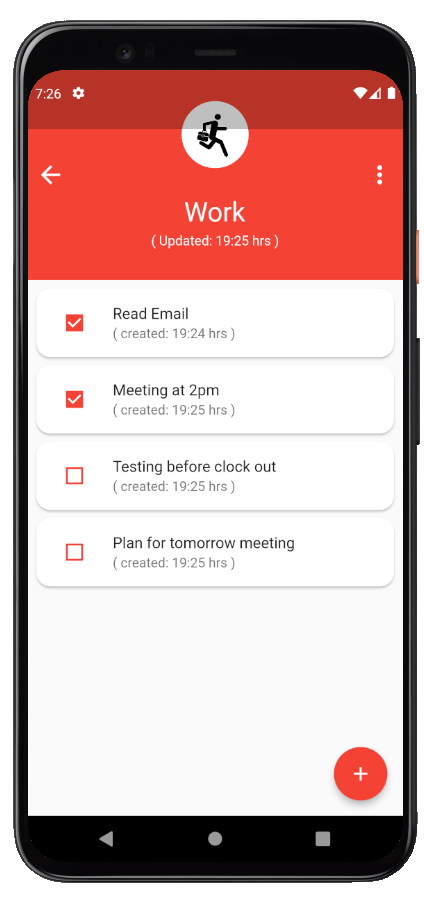 7:26
Work
( Updated: 19:25 hrs )
Read Email
( created: 19:24 hrs )
Meeting at 2pm
( created: 19:25 hrs )
Testing before clock out
( created: 19:25 hrs )
Plan for tomorrow meeting
( created: 19:25 hrs )